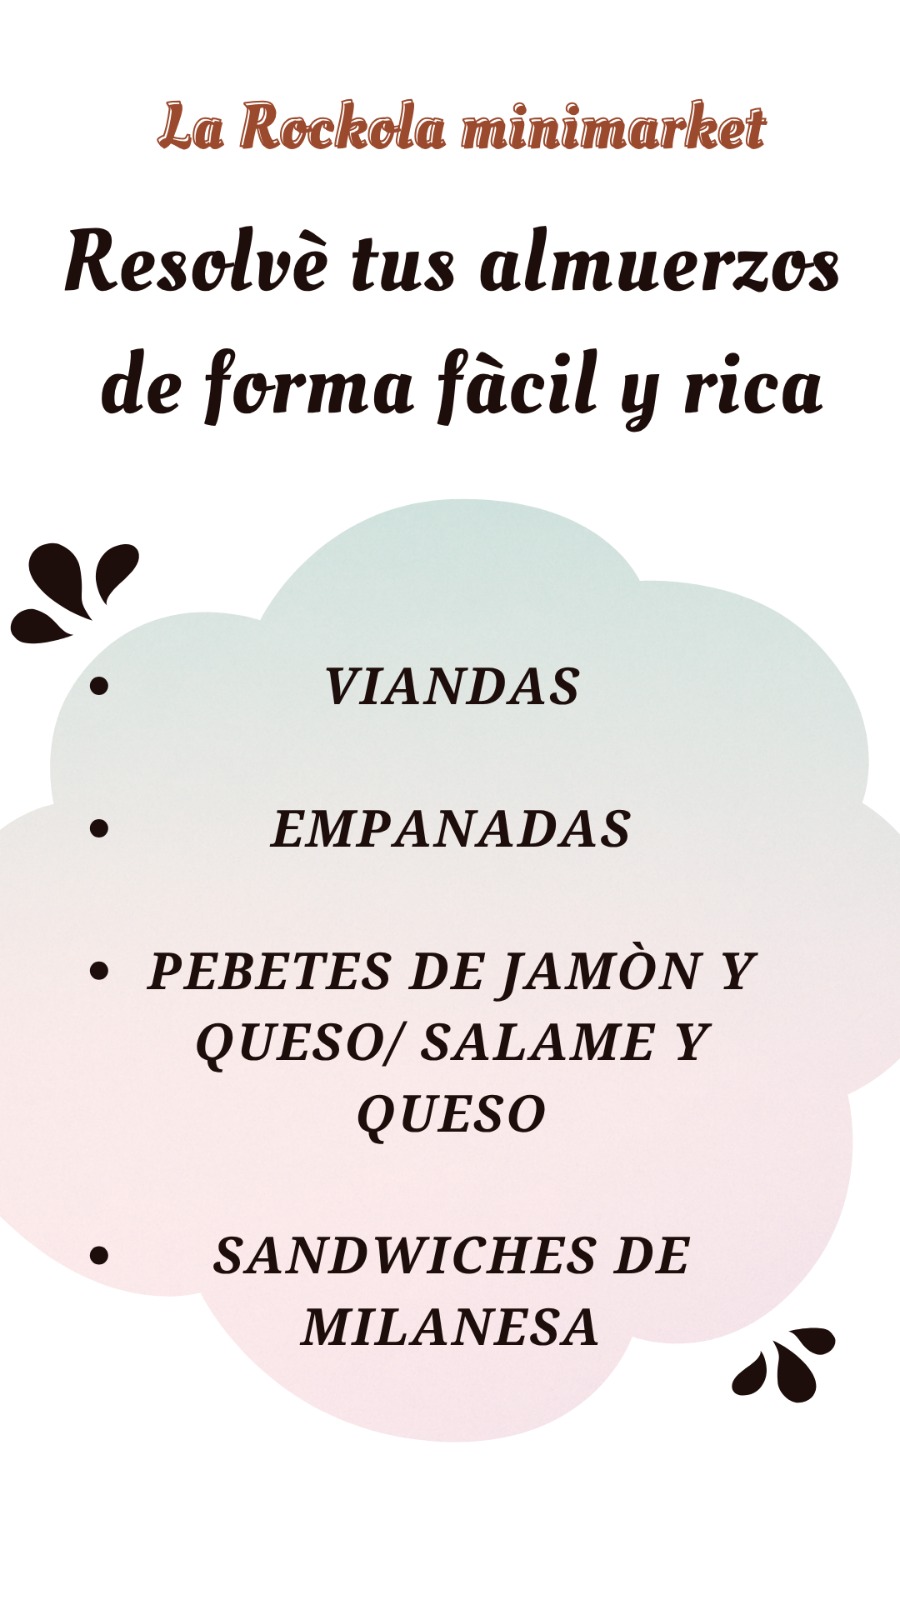 La Rockola minimarket
Resolvè tus almuerzos
de forma fàcil y rica
• VIANDAS
• EMPANADAS
• PEBETES DE JAMÒN Y
QUESO/ SALAME Y
QUESO
• SANDWICHES DE
MILANESA